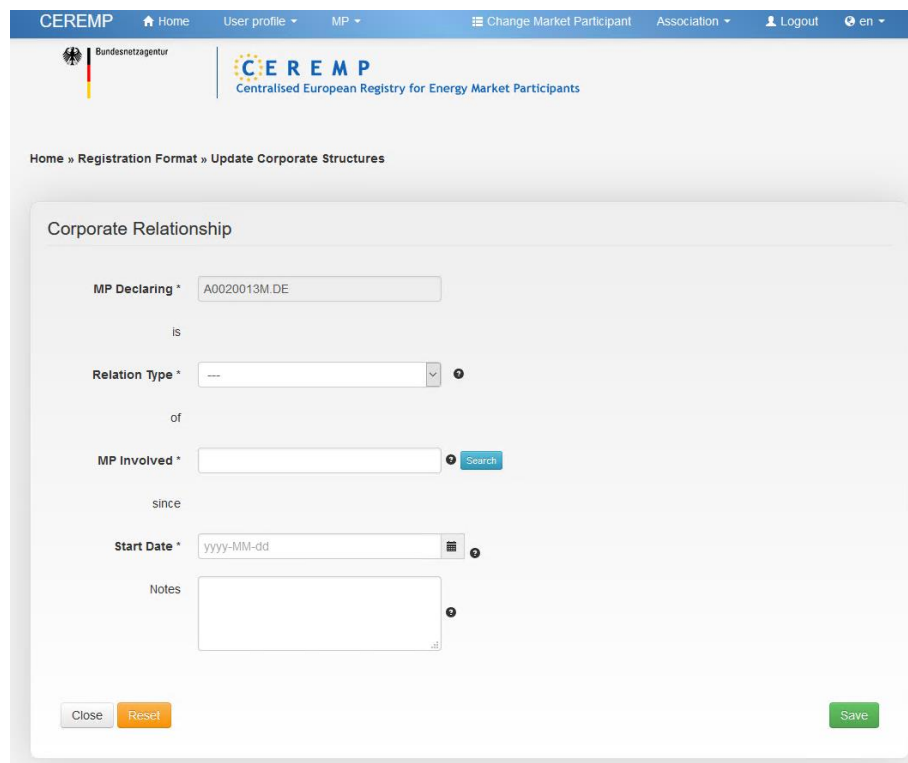 CEREMP Home User profile MP Change Market Participant Association Logout en
Bundesnetzagentur
CEREMP
Centralised European Registry for Energy Market Participants
Home » Registration Format » Update Corporate Structures
Corporate Relationship
MP Declaring * A0020013M.DE
is
Relation Type * ---
of
MP Involved * Search
since
Start Date * yyyy-MM-dd
Notes
Close Reset Save